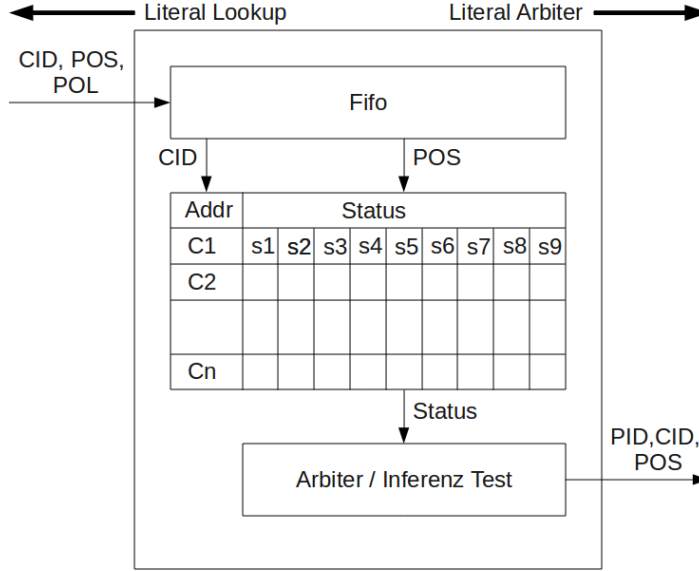 Literal Lookup
Literal Arbiter
CID, POS,
POL
Fifo
CID
POS
Addr Status
C1 s1 s2 s3 s4 s5 s6 s7 s8 s9
C2
Cn
Status
Arbiter / Inferenz Test
PID,CID,
POS